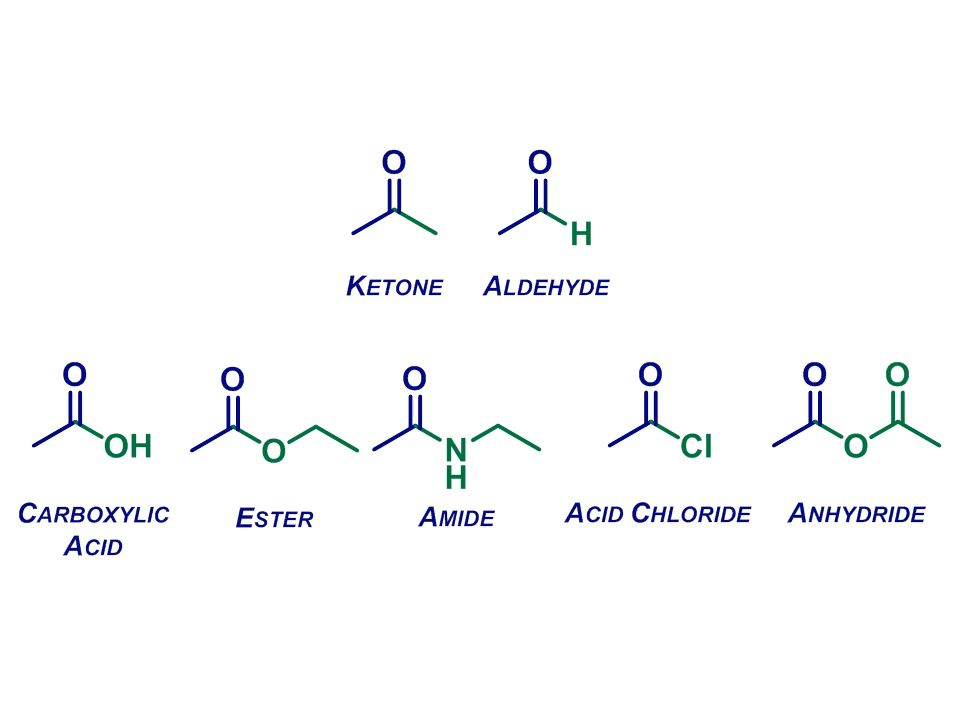 O O
H
KETONE ALDEHYDE
O O O O O O
OH O N H Cl O
CARBOXYLIC ACID ESTER AMIDE ACID CHLORIDE ANHYDRIDE